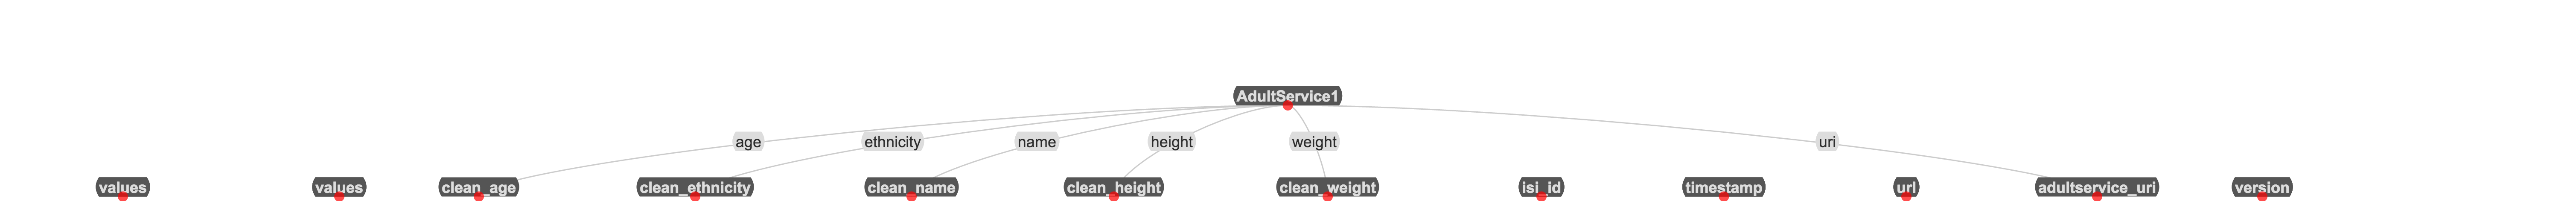 AdultService1
age ethnicity name height weight uri
values values clean_age clean_ethnicity clean_name clean_height clean_weight isi_id timestamp url adultservice_uri version